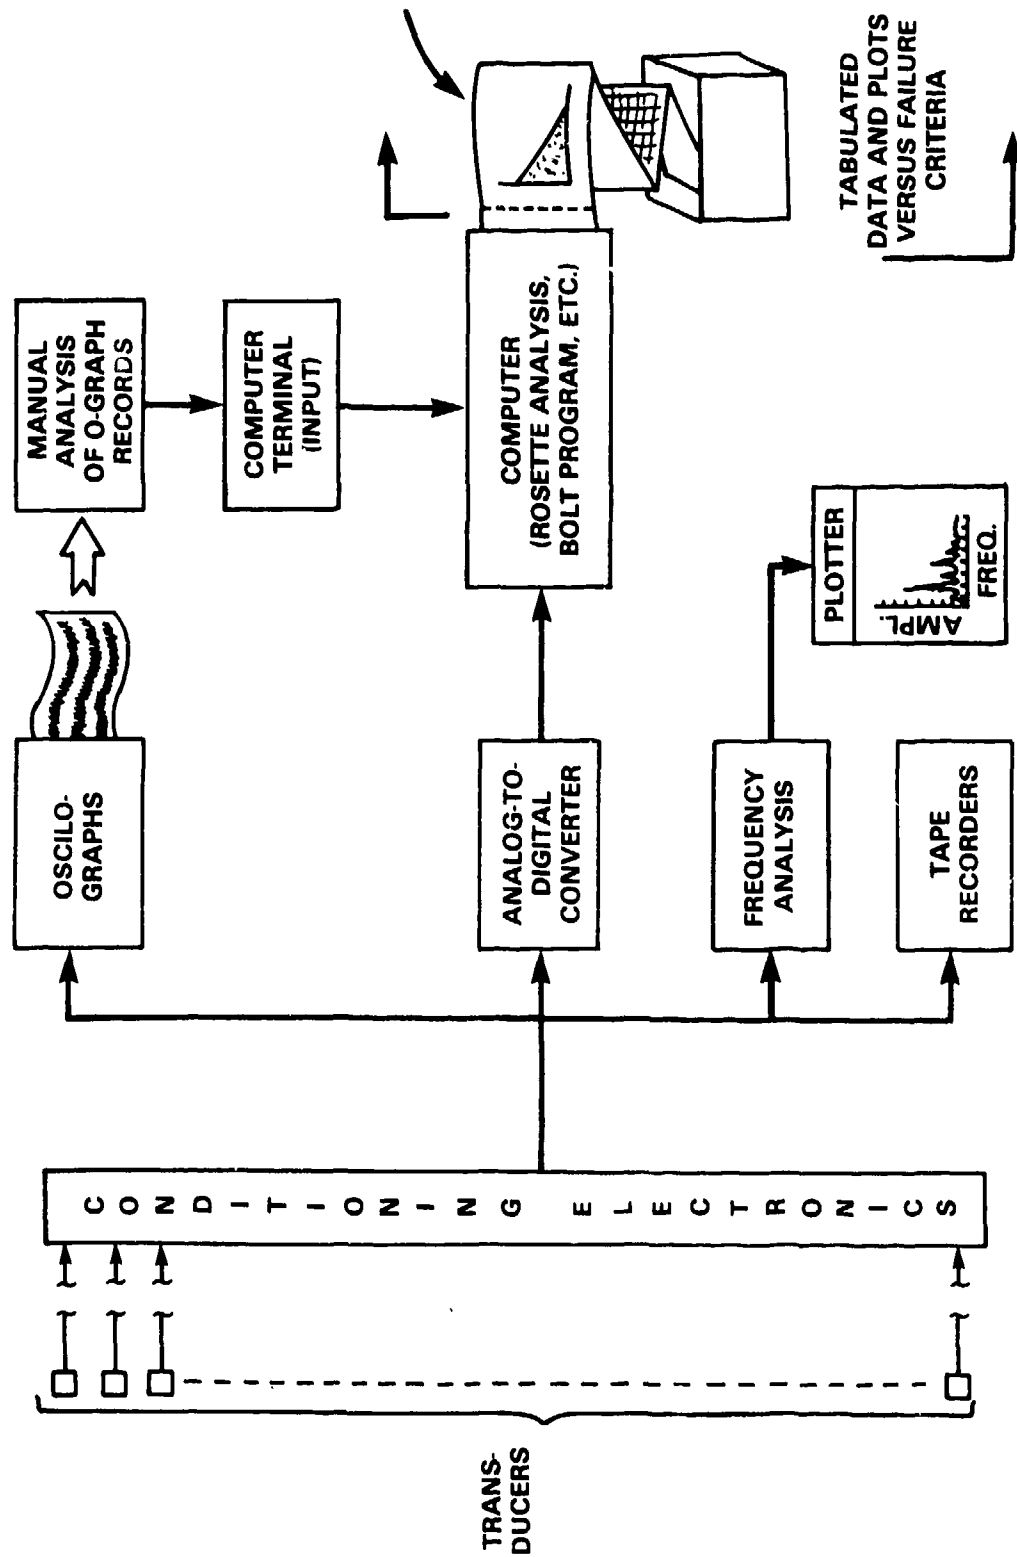 TRANS-
DUCERS
CONDITIONING ELECTRONICS
OSCILO-
GRAPHS
MANUAL
ANALYSIS
OF O-GRAPH
RECORDS
COMPUTER
TERMINAL
(INPUT)
ANALOG-TO-
DIGITAL
CONVERTER
COMPUTER
(ROSETTE ANALYSIS,
BOLT PROGRAM, ETC.)
FREQUENCY
ANALYSIS
PLOTTER
AMPL.
FREQ.
TAPE
RECORDERS
TABULATED
DATA AND PLOTS
VERSUS FAILURE
CRITERIA